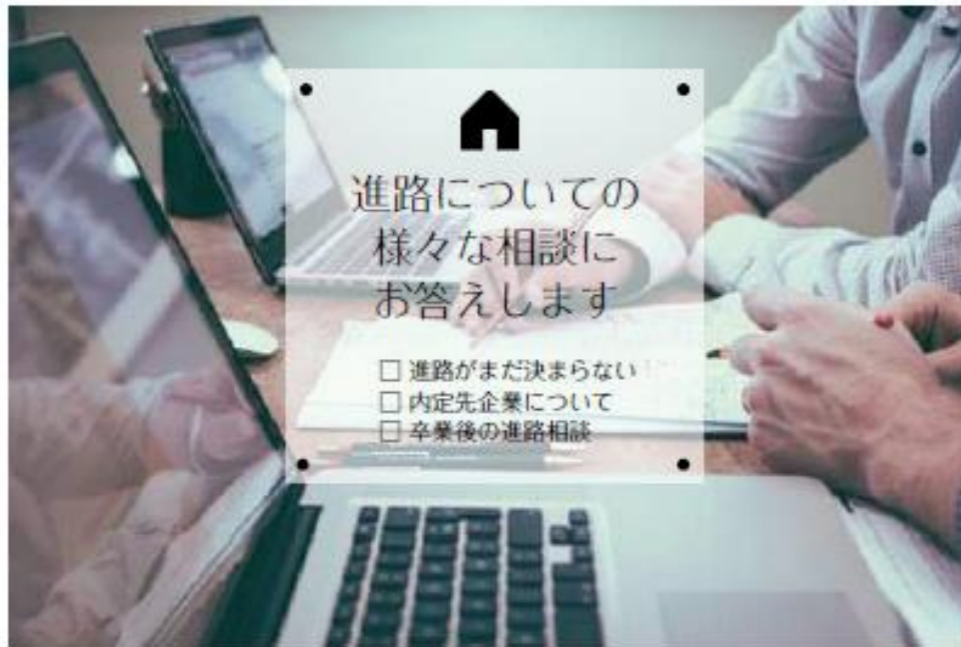 進路についての
様々な相談に
お答えします
□ 進路がまだ決まらない
□ 内定先企業について
□ 卒業後の進路相談